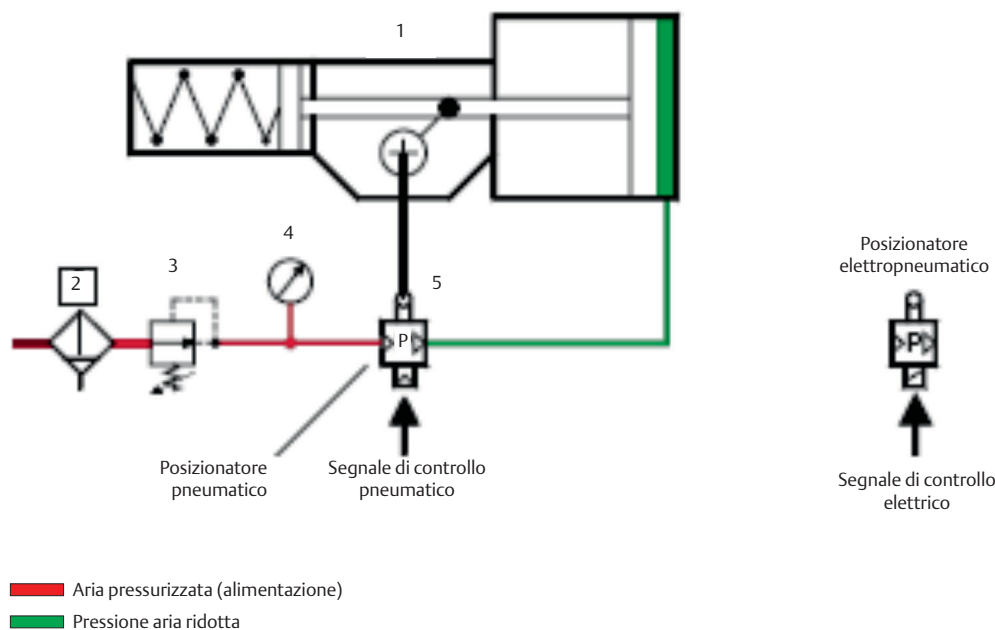 1
2
3
4
5
P
Posizionatore
pneumatico
Segnale di controllo
pneumatico
Posizionatore
elettropneumatico
P
Segnale di controllo
elettrico
Aria pressurizzata (alimentazione)
Pressione aria ridotta